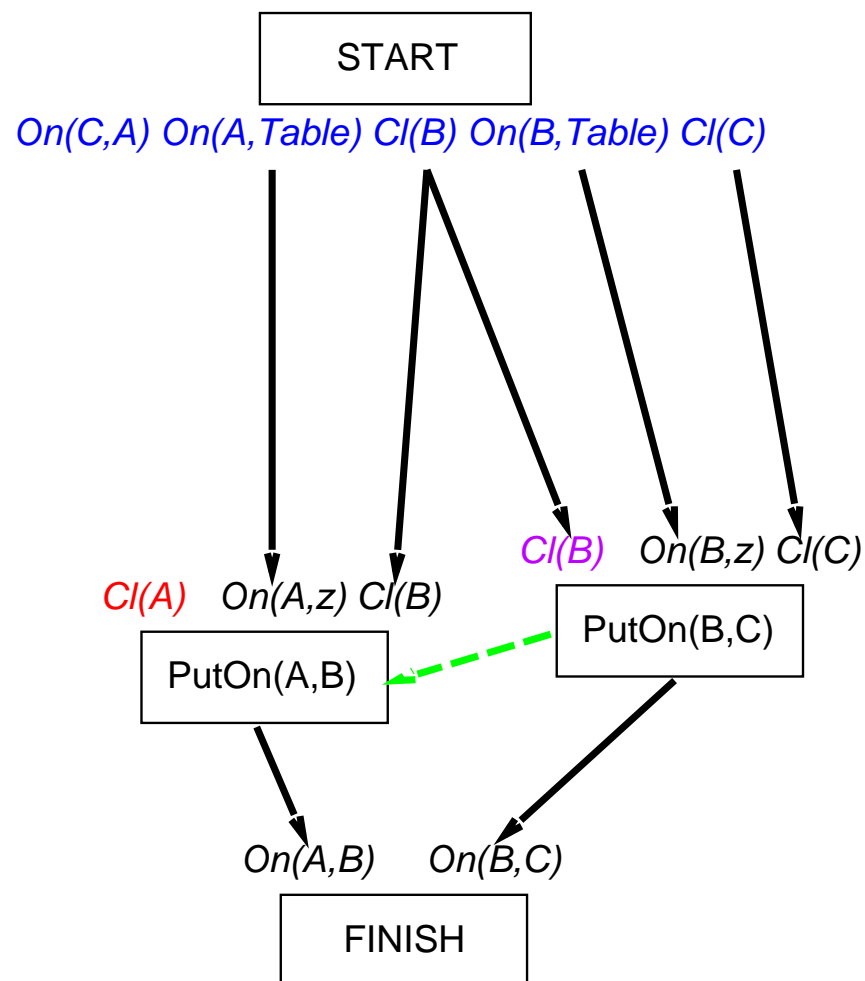 START
On(C,A) On(A,Table) Cl(B) On(B,Table) Cl(C)
Cl(B) On(B,z) Cl(C)
Cl(A) On(A,z) Cl(B)
PutOn(B,C)
PutOn(A,B)
On(A,B) On(B,C)
FINISH